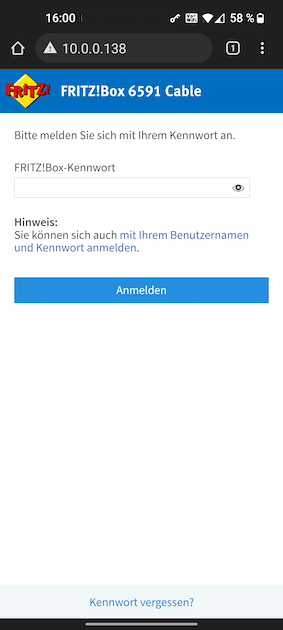 16:00
58 %
10.0.0.138
1
FRITZ!
FRITZ!Box 6591 Cable
Bitte melden Sie sich mit Ihrem Kennwort an.
FRITZ!Box-Kennwort
Hinweis:
Sie können sich auch mit Ihrem Benutzernamen
und Kennwort anmelden.
Anmelden
Kennwort vergessen?